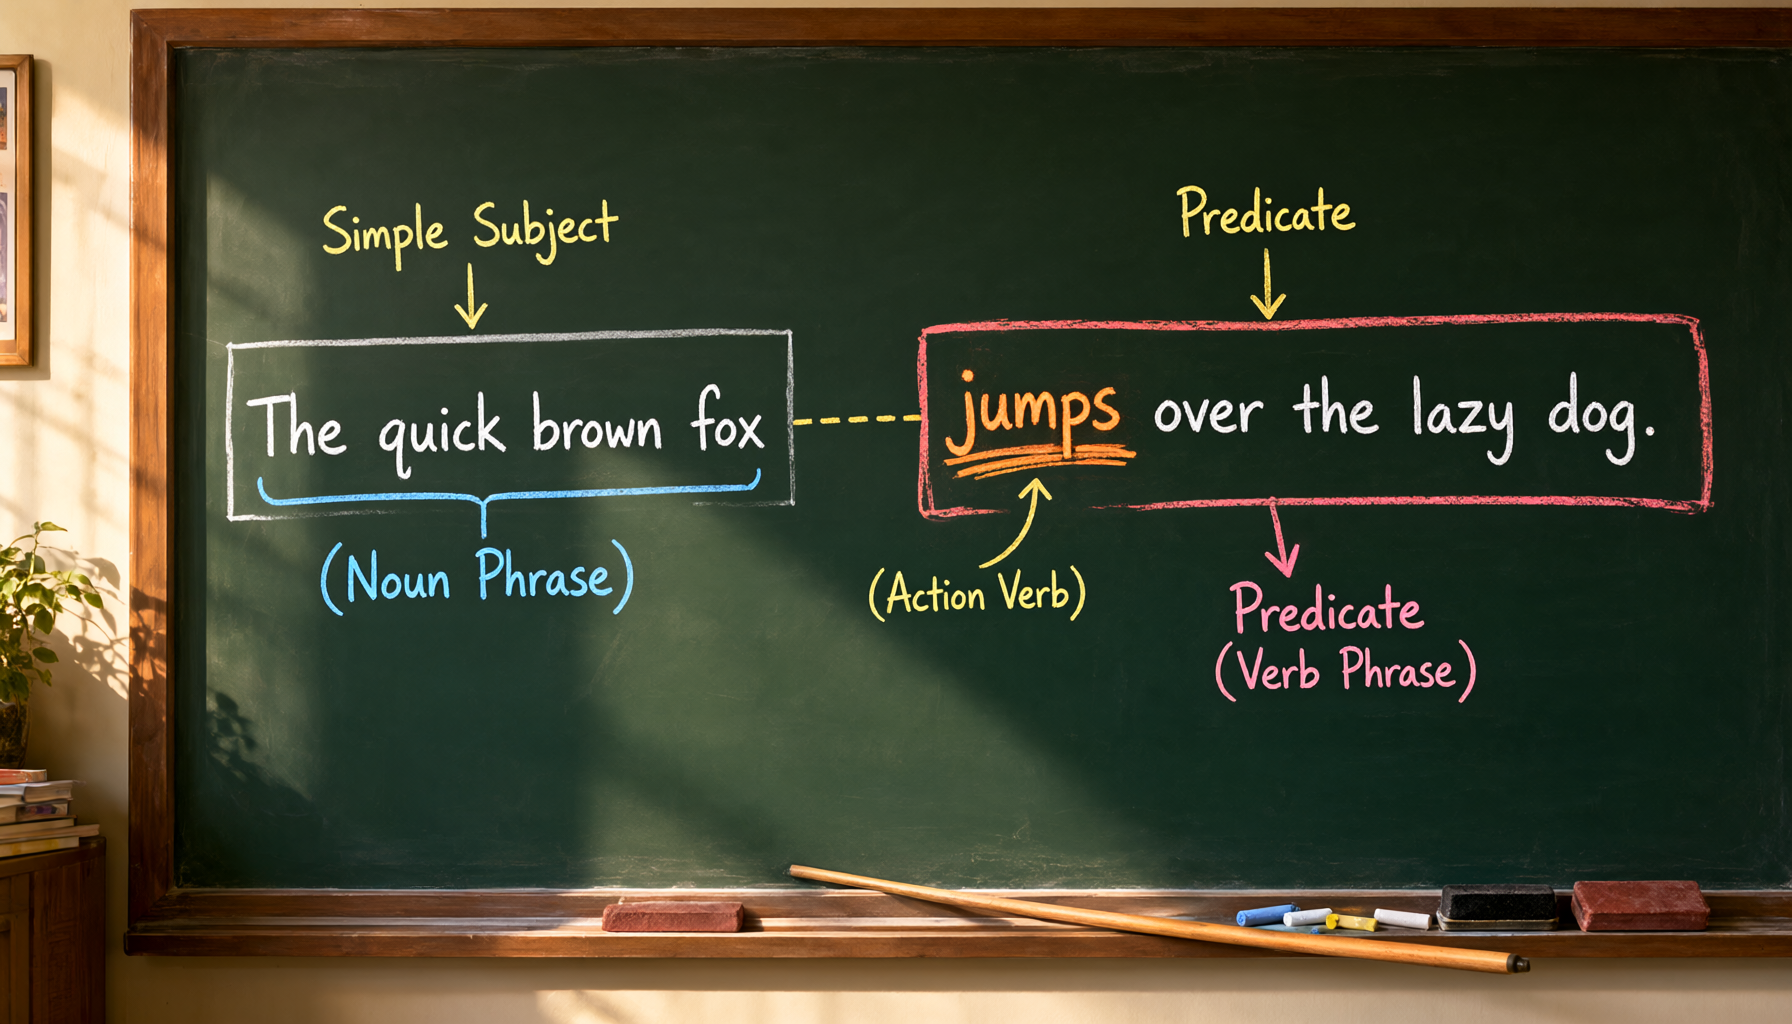 Simple Subject
Predicate
The quick brown fox jumps over the lazy dog.
(Noun Phrase)
(Action Verb)
Predicate
(Verb Phrase)